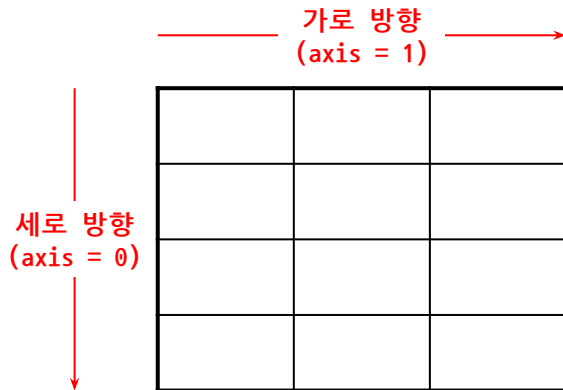 가로 방향
(axis = 1)
세로 방향
(axis = 0)